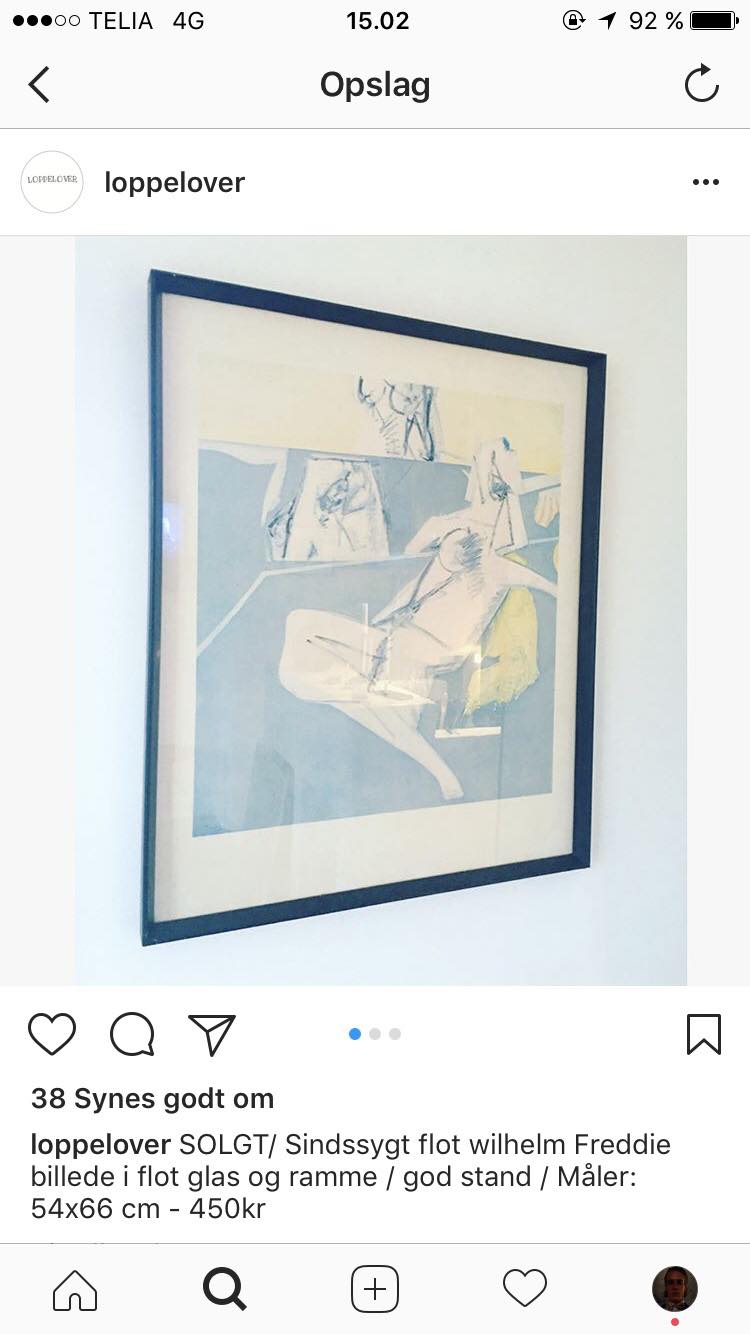 TELIA 4G 15.02 92 %
Opslag
LOPPELOVER loppelover
38 Synes godt om
loppelover SOLGT/ Sindssygt flot wilhelm Freddie
billede i flot glas og ramme / god stand / Måler:
54x66 cm - 450kr